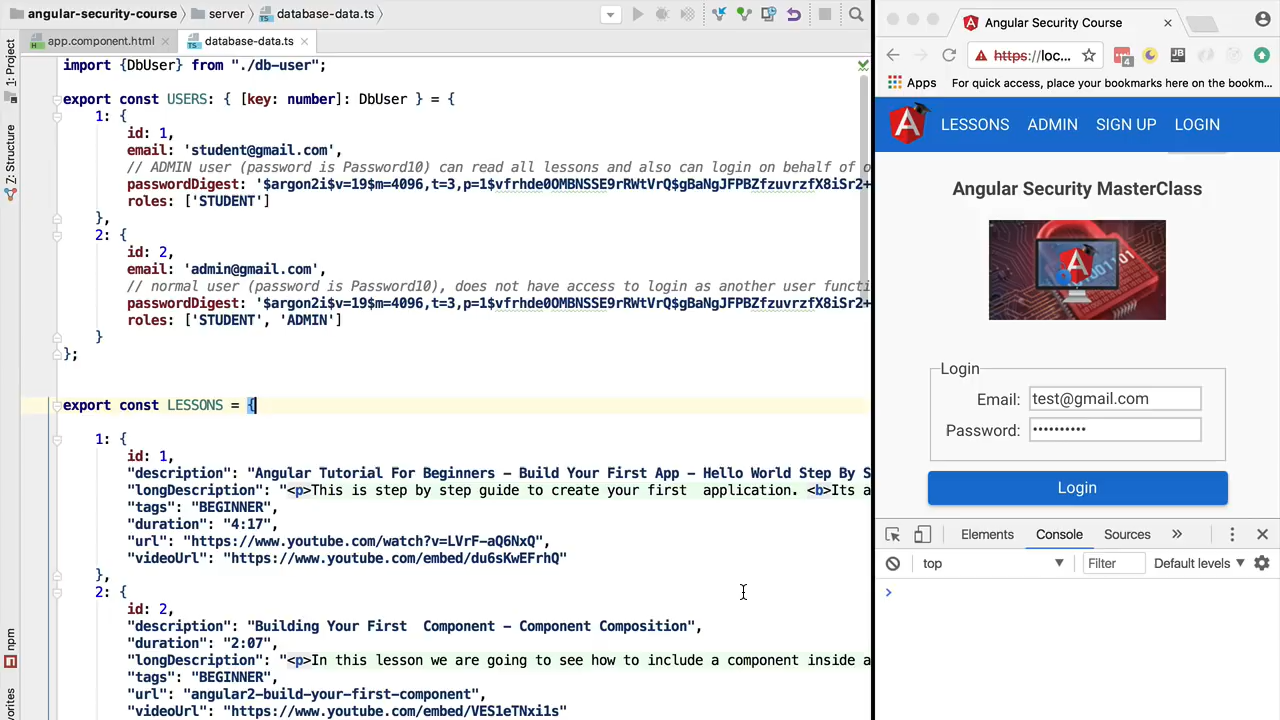 angular-security-course server database-data.ts
app.component.html database-data.ts
1: Project
Z: Structure
npm
import {DbUser} from "./db-user";
export const USERS: { [key: number]: DbUser } = {
1: {
id: 1,
email: 'student@gmail.com',
// ADMIN user (password is Password10) can read all lessons and also can login on behalf of o
passwordDigest: '$argon2i$v=19$m=4096,t=3,p=1$vfrhde0OMBNSSE9rRWtVrQ$gBaNgJFPBZfzuvrzfX8iSr2+
roles: ['STUDENT']
},
2: {
id: 2,
email: 'admin@gmail.com',
// normal user (password is Password10), does not have access to login as another user functi
passwordDigest: '$argon2i$v=19$m=4096,t=3,p=1$vfrhde0OMBNSSE9rRWtVrQ$gBaNgJFPBZfzuvrzfX8iSr2+
roles: ['STUDENT', 'ADMIN']
}
};
export const LESSONS = {
1: {
id: 1,
"description": "Angular Tutorial For Beginners - Build Your First App - Hello World Step By S
"longDescription": "<p>This is step by step guide to create your first  application. <b>Its a
"tags": "BEGINNER",
"duration": "4:17",
"url": "https://www.youtube.com/watch?v=LVrF-aQ6NxQ",
"videoUrl": "https://www.youtube.com/embed/du6sKwEFrhQ"
},
2: {
id: 2,
"description": "Building Your First  Component - Component Composition",
"duration": "2:07",
"longDescription": "<p>In this lesson we are going to see how to include a component inside a
"tags": "BEGINNER",
"url": "angular2-build-your-first-component",
"videoUrl": "https://www.youtube.com/embed/VES1eTNxi1s"
Angular Security Course
https://loc...
4
Apps For quick access, place your bookmarks here on the bookm...
LESSONS ADMIN SIGN UP LOGIN
Angular Security MasterClass
Login
Email: test@gmail.com
Password: ••••••••••
Login
Elements Console Sources
top Filter Default levels